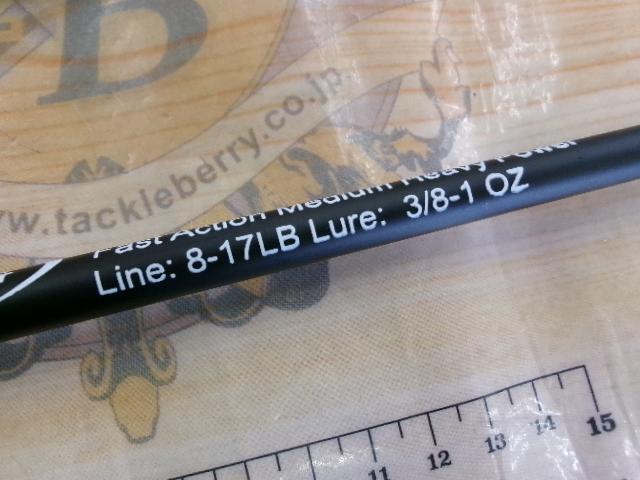 B
www.tackleberry.co.jp
Fast Action Medium Heavy Power
Line: 8-17LB Lure: 3/8-1 OZ
11 12 13 14 15